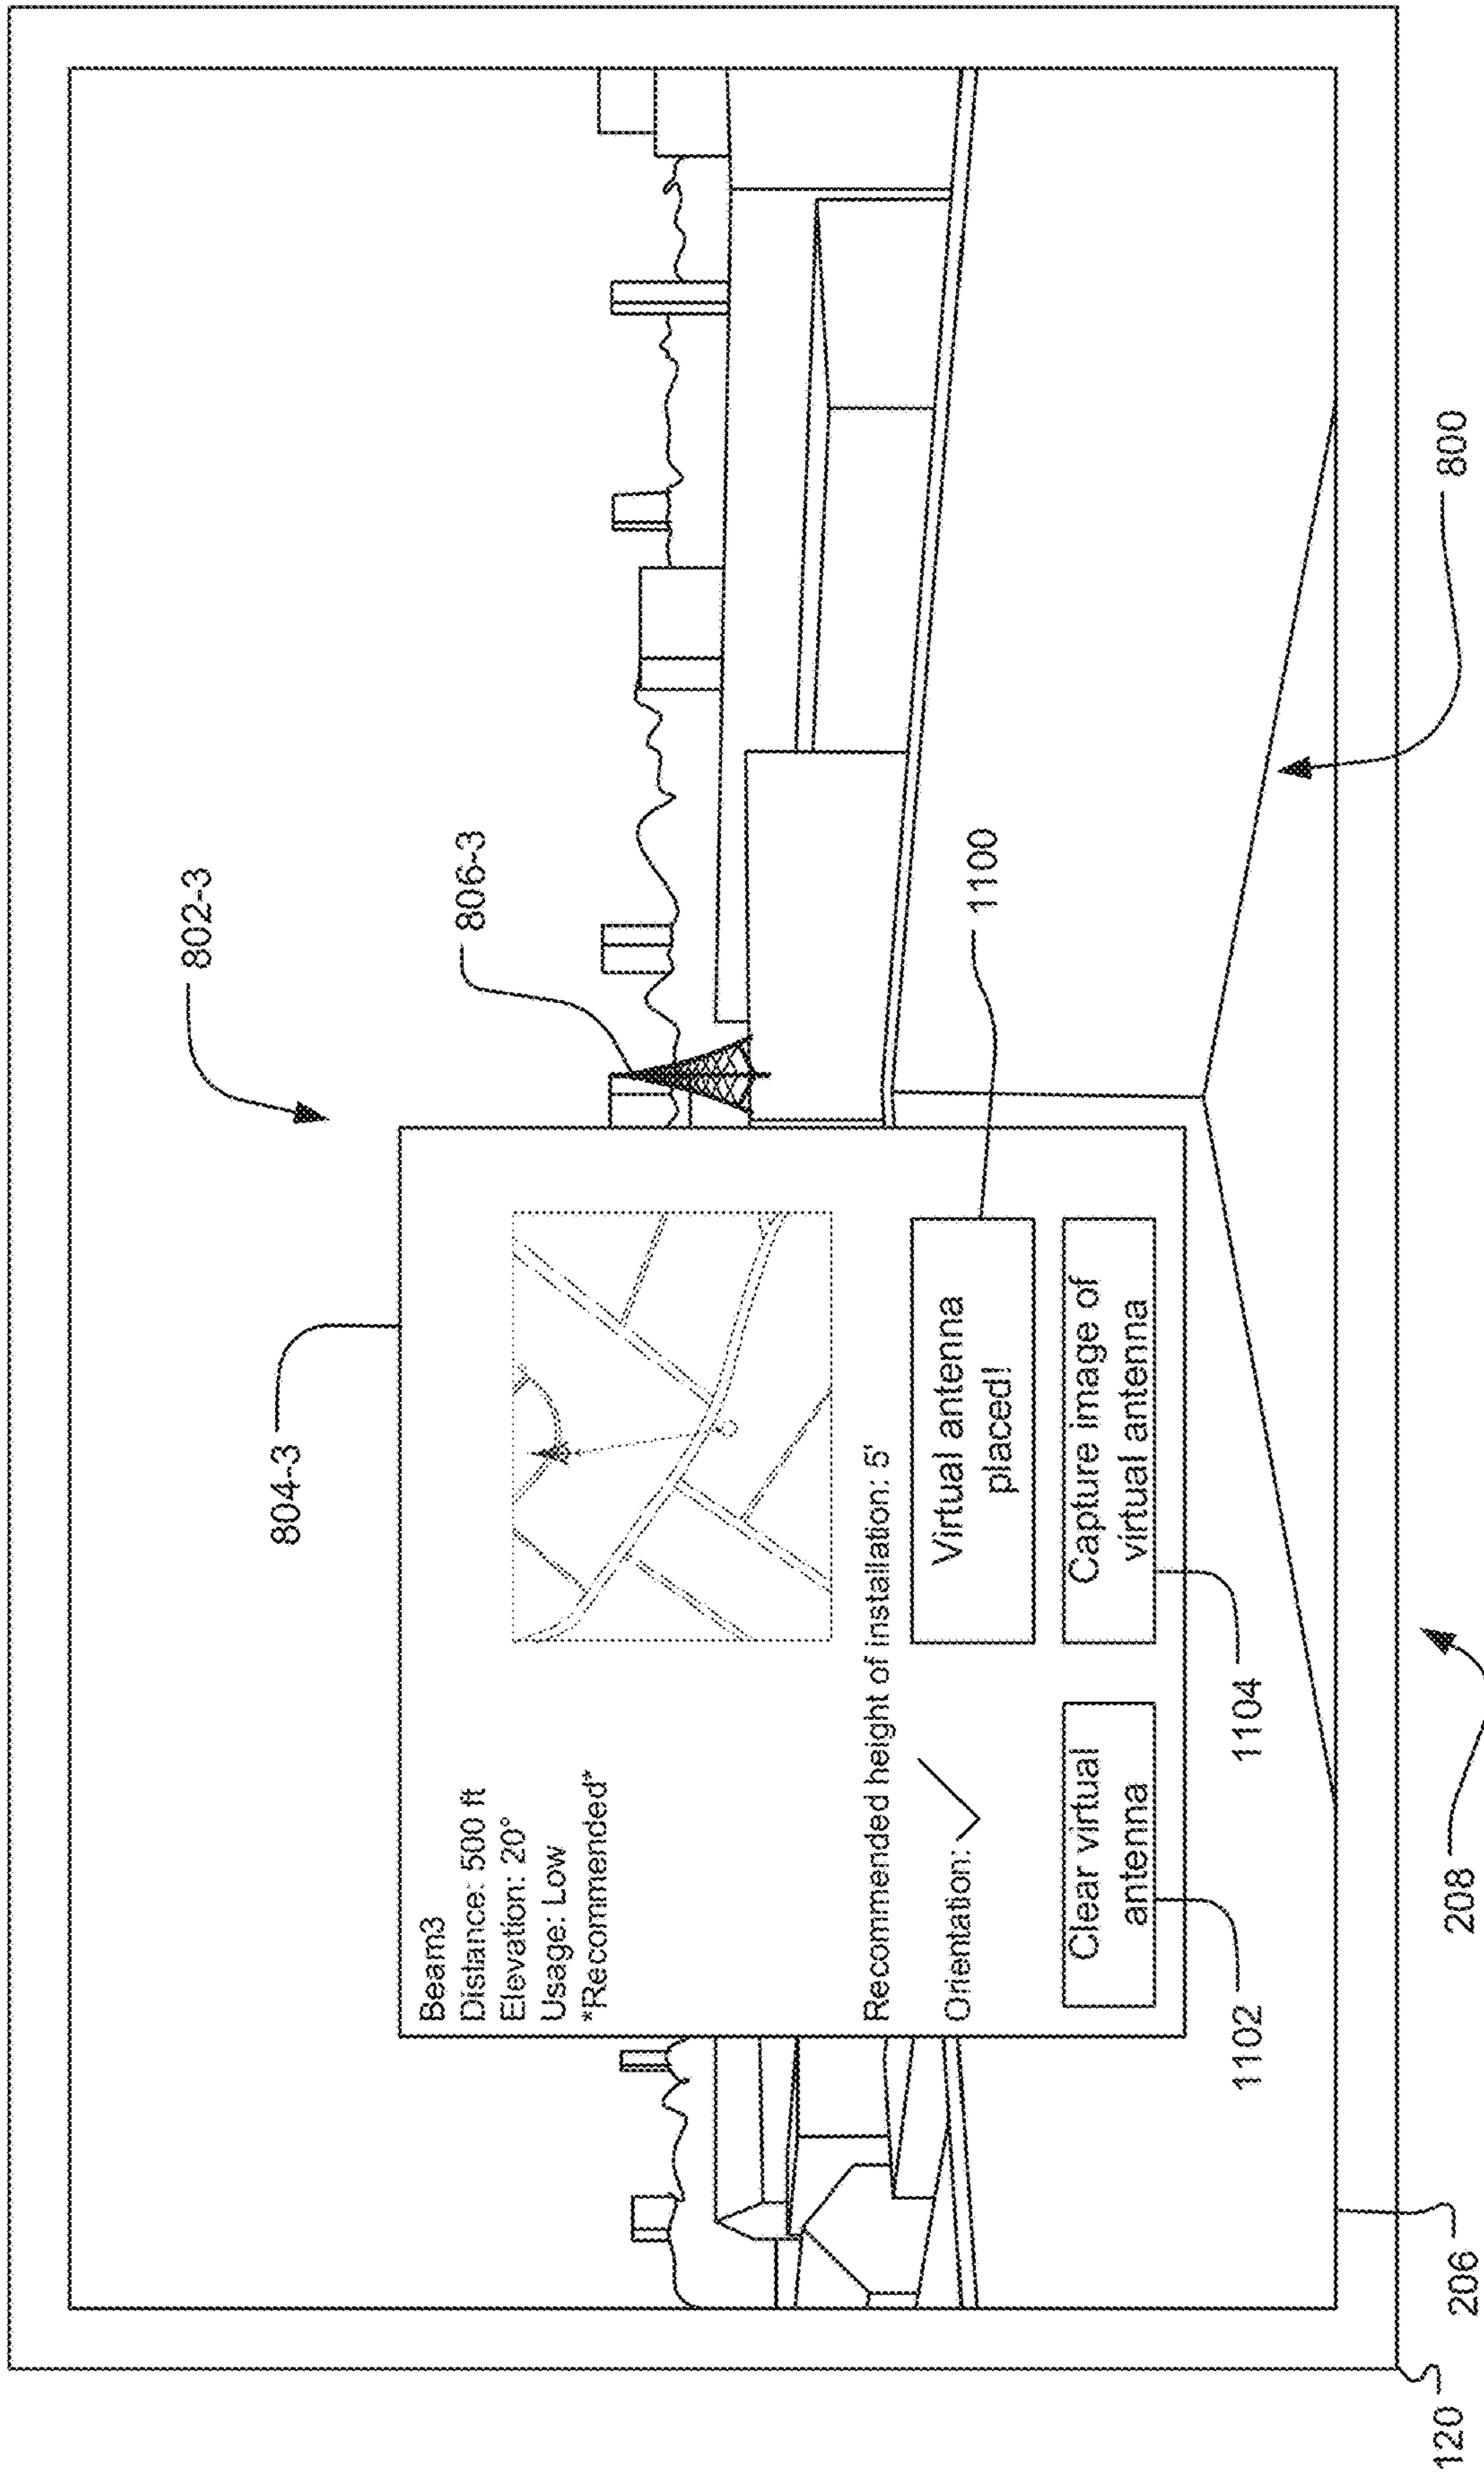 802-3
804-3
806-3
Beam3
Distance: 500 ft
Elevation: 20°
Usage: Low
*Recommended*
Recommended height of installation: 5'
Orientation:
Virtual antenna
placed!
1100
Clear virtual
antenna
Capture image of
virtual antenna
1102
1104
800
206
208
120